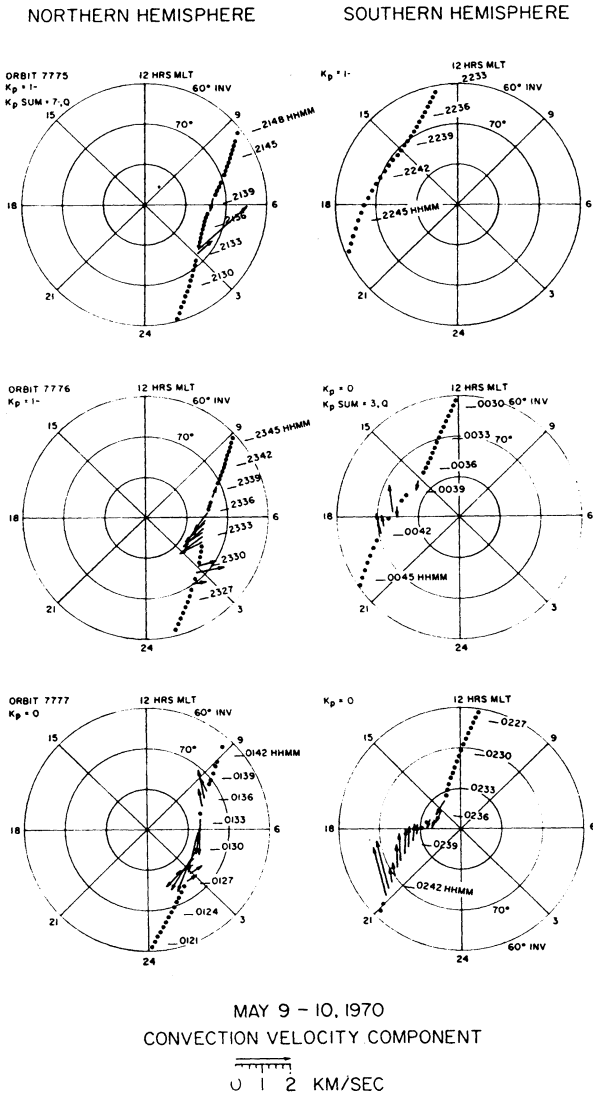 NORTHERN HEMISPHERE
SOUTHERN HEMISPHERE
ORBIT 7775
Kp = 1-
Kp SUM = 7-,Q
12 HRS MLT
60° INV
15
9
70°
2148 HHMM
2145
2139
2136
2133
2130
18
6
21
3
24
Kp = 1-
12 HRS MLT
2233
60° INV
2236
15
9
70°
2239
2242
2245 HHMM
18
6
21
3
24
ORBIT 7776
Kp = 1-
12 HRS MLT
60° INV
15
9
70°
2345 HHMM
2342
2339
2336
2333
2330
2327
18
6
21
3
24
Kp = 0
Kp SUM = 3,Q
12 HRS MLT
0030 60° INV
15
9
0033 70°
0036
0039
0042
0045 HHMM
18
6
21
3
24
ORBIT 7777
Kp = 0
12 HRS MLT
60° INV
15
9
70°
0142 HHMM
0139
0136
0133
0130
0127
0124
0121
18
6
21
3
24
Kp = 0
12 HRS MLT
0227
15
9
0230
0233
0236
0239
0242 HHMM
18
6
21
3
70°
60° INV
24
MAY 9 - 10, 1970
CONVECTION VELOCITY COMPONENT
0 1 2 KM/SEC